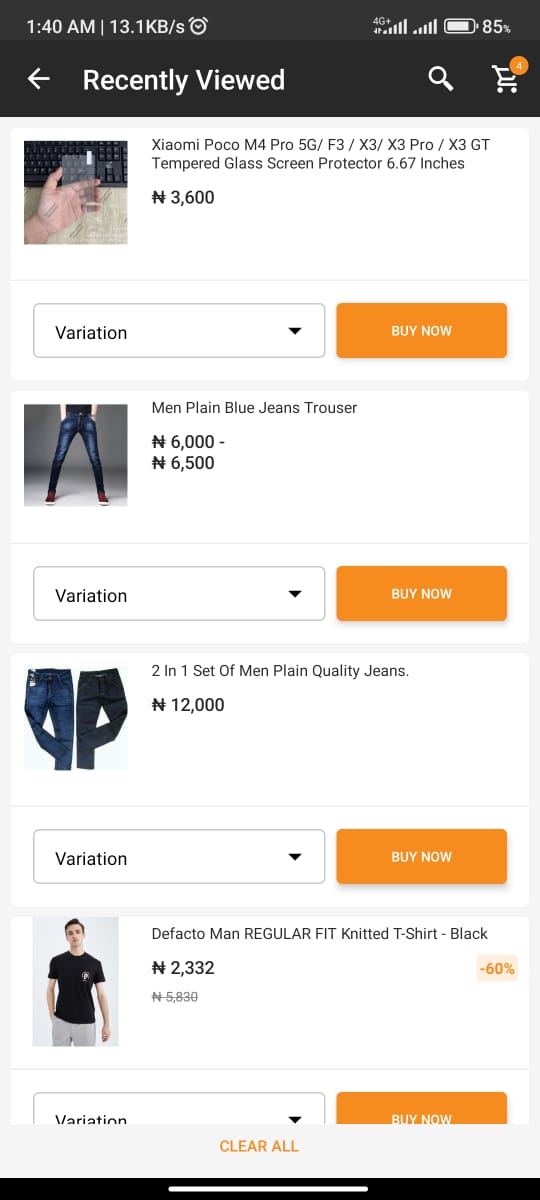 1:40 AM | 13.1KB/s
4G+
85%
Recently Viewed
4
Xiaomi Poco M4 Pro 5G/ F3 / X3/ X3 Pro / X3 GT
Tempered Glass Screen Protector 6.67 Inches
₦ 3,600
Variation
BUY NOW
Men Plain Blue Jeans Trouser
₦ 6,000 -
₦ 6,500
Variation
BUY NOW
2 In 1 Set Of Men Plain Quality Jeans.
₦ 12,000
Variation
BUY NOW
Defacto Man REGULAR FIT Knitted T-Shirt - Black
₦ 2,332
-60%
₦ 5,830
Variation
BUY NOW
CLEAR ALL